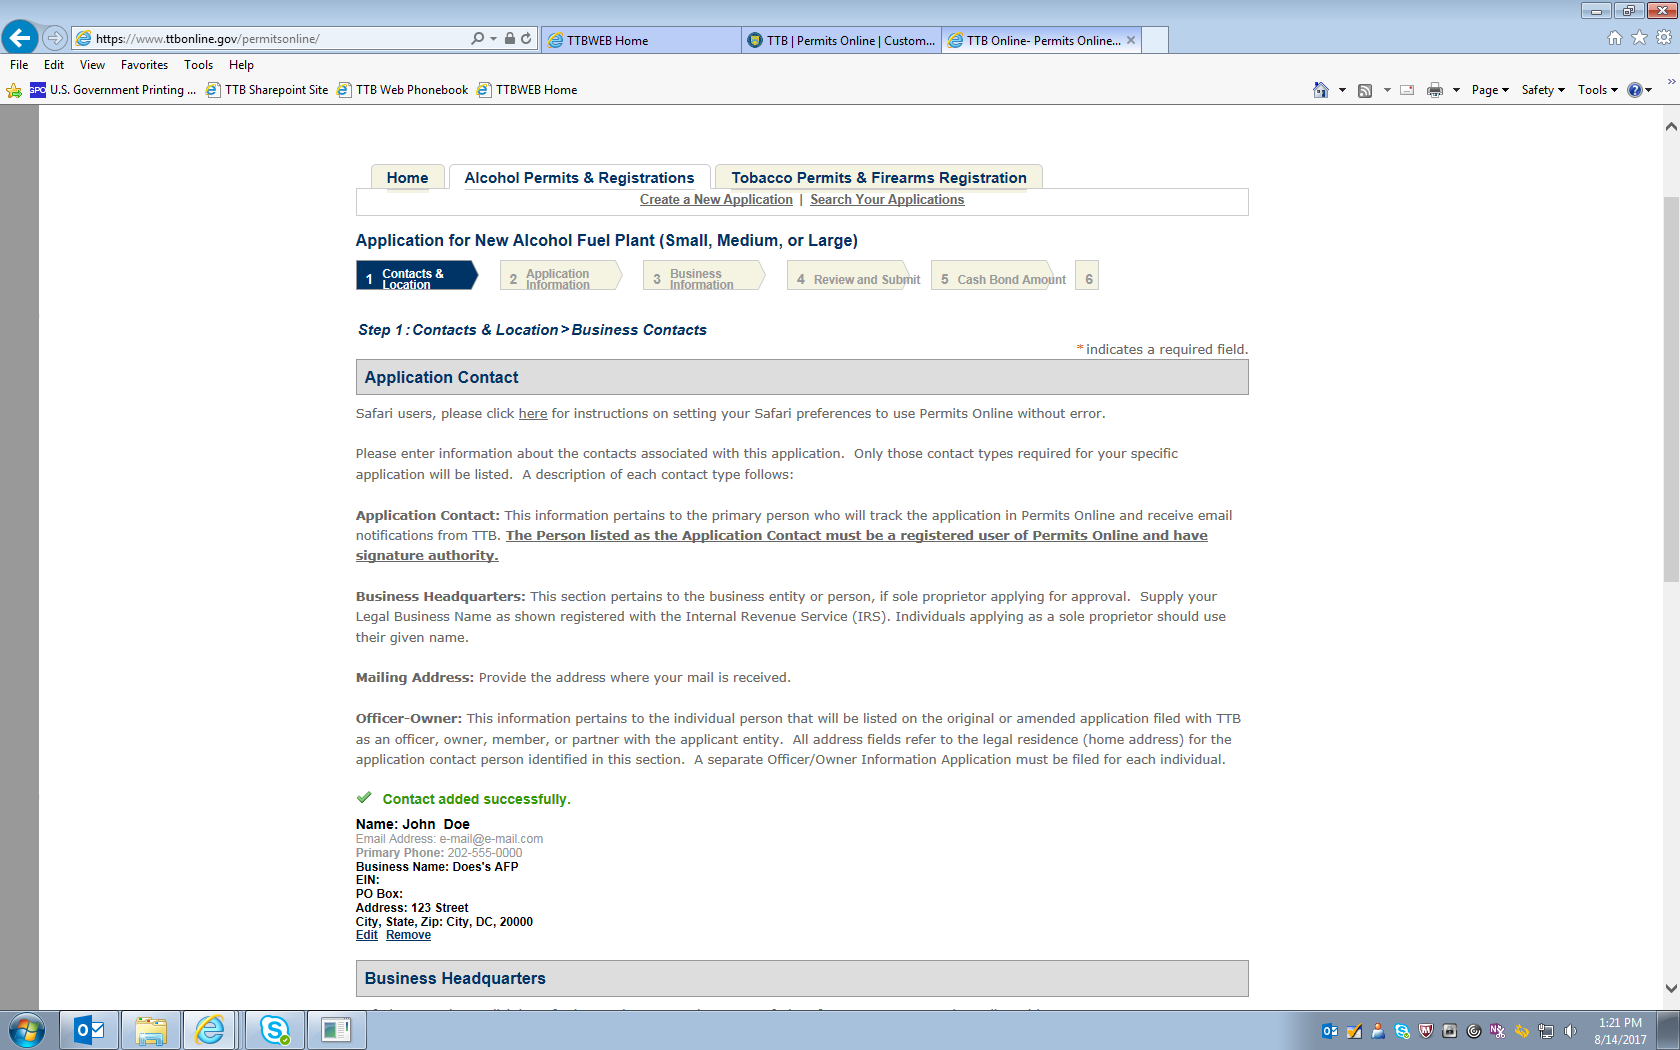 https://www.ttbonline.gov/permitsonline/
TTBWEB Home
TTB | Permits Online | Custom...
TTB Online- Permits Online...
File Edit View Favorites Tools Help
GPO U.S. Government Printing ... TTB Sharepoint Site TTB Web Phonebook TTBWEB Home
Page Safety Tools
Home Alcohol Permits & Registrations Tobacco Permits & Firearms Registration
Create a New Application | Search Your Applications
Application for New Alcohol Fuel Plant (Small, Medium, or Large)
1 Contacts & Location
2 Application Information
3 Business Information
4 Review and Submit
5 Cash Bond Amount
6
Step 1: Contacts & Location > Business Contacts
* indicates a required field.
Application Contact
Safari users, please click here for instructions on setting your Safari preferences to use Permits Online without error.
Please enter information about the contacts associated with this application. Only those contact types required for your specific
application will be listed. A description of each contact type follows:
Application Contact: This information pertains to the primary person who will track the application in Permits Online and receive email
notifications from TTB. The Person listed as the Application Contact must be a registered user of Permits Online and have
signature authority.
Business Headquarters: This section pertains to the business entity or person, if sole proprietor applying for approval. Supply your
Legal Business Name as shown registered with the Internal Revenue Service (IRS). Individuals applying as a sole proprietor should use
their given name.
Mailing Address: Provide the address where your mail is received.
Officer-Owner: This information pertains to the individual person that will be listed on the original or amended application filed with TTB
as an officer, owner, member, or partner with the applicant entity. All address fields refer to the legal residence (home address) for the
application contact person identified in this section. A separate Officer/Owner Information Application must be filed for each individual.
Contact added successfully.
Name: John Doe
Email Address: e-mail@e-mail.com
Primary Phone: 202-555-0000
Business Name: Does's AFP
EIN:
PO Box:
Address: 123 Street
City, State, Zip: City, DC, 20000
Edit Remove
Business Headquarters
1:21 PM
8/14/2017